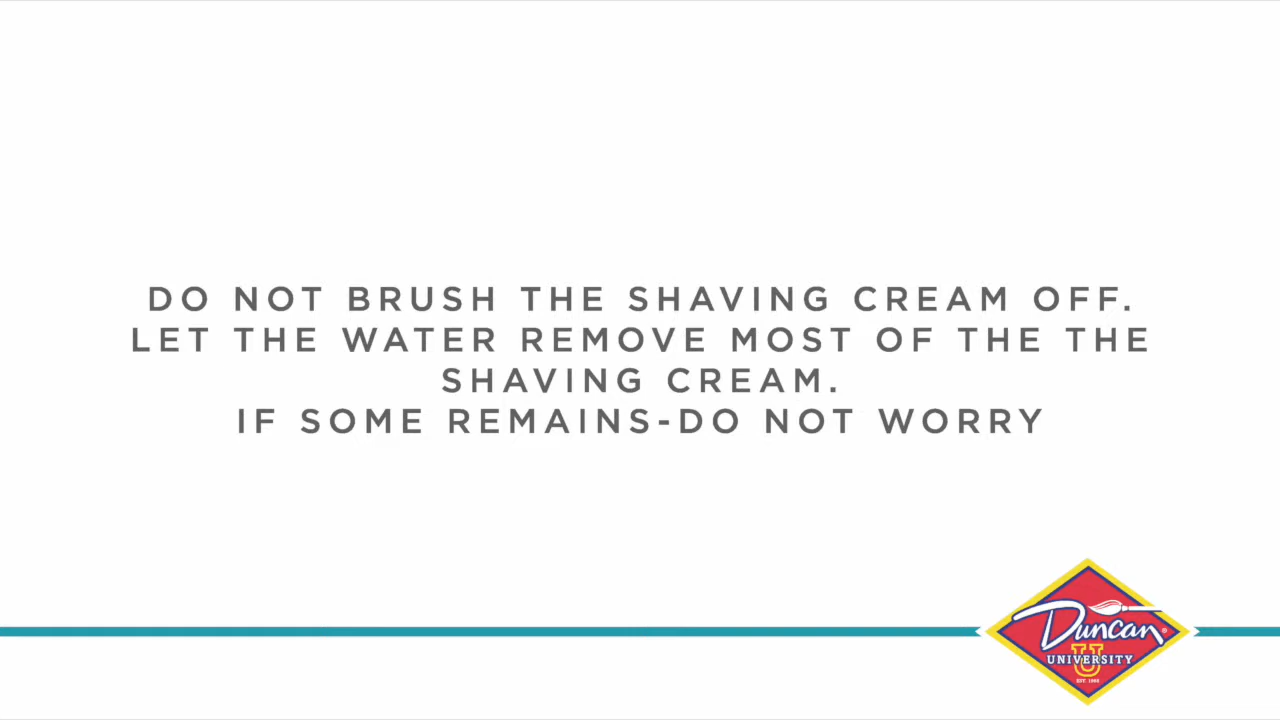 DO NOT BRUSH THE SHAVING CREAM OFF.
LET THE WATER REMOVE MOST OF THE THE
SHAVING CREAM.
IF SOME REMAINS-DO NOT WORRY
Duncan®
UNIVERSITY
U